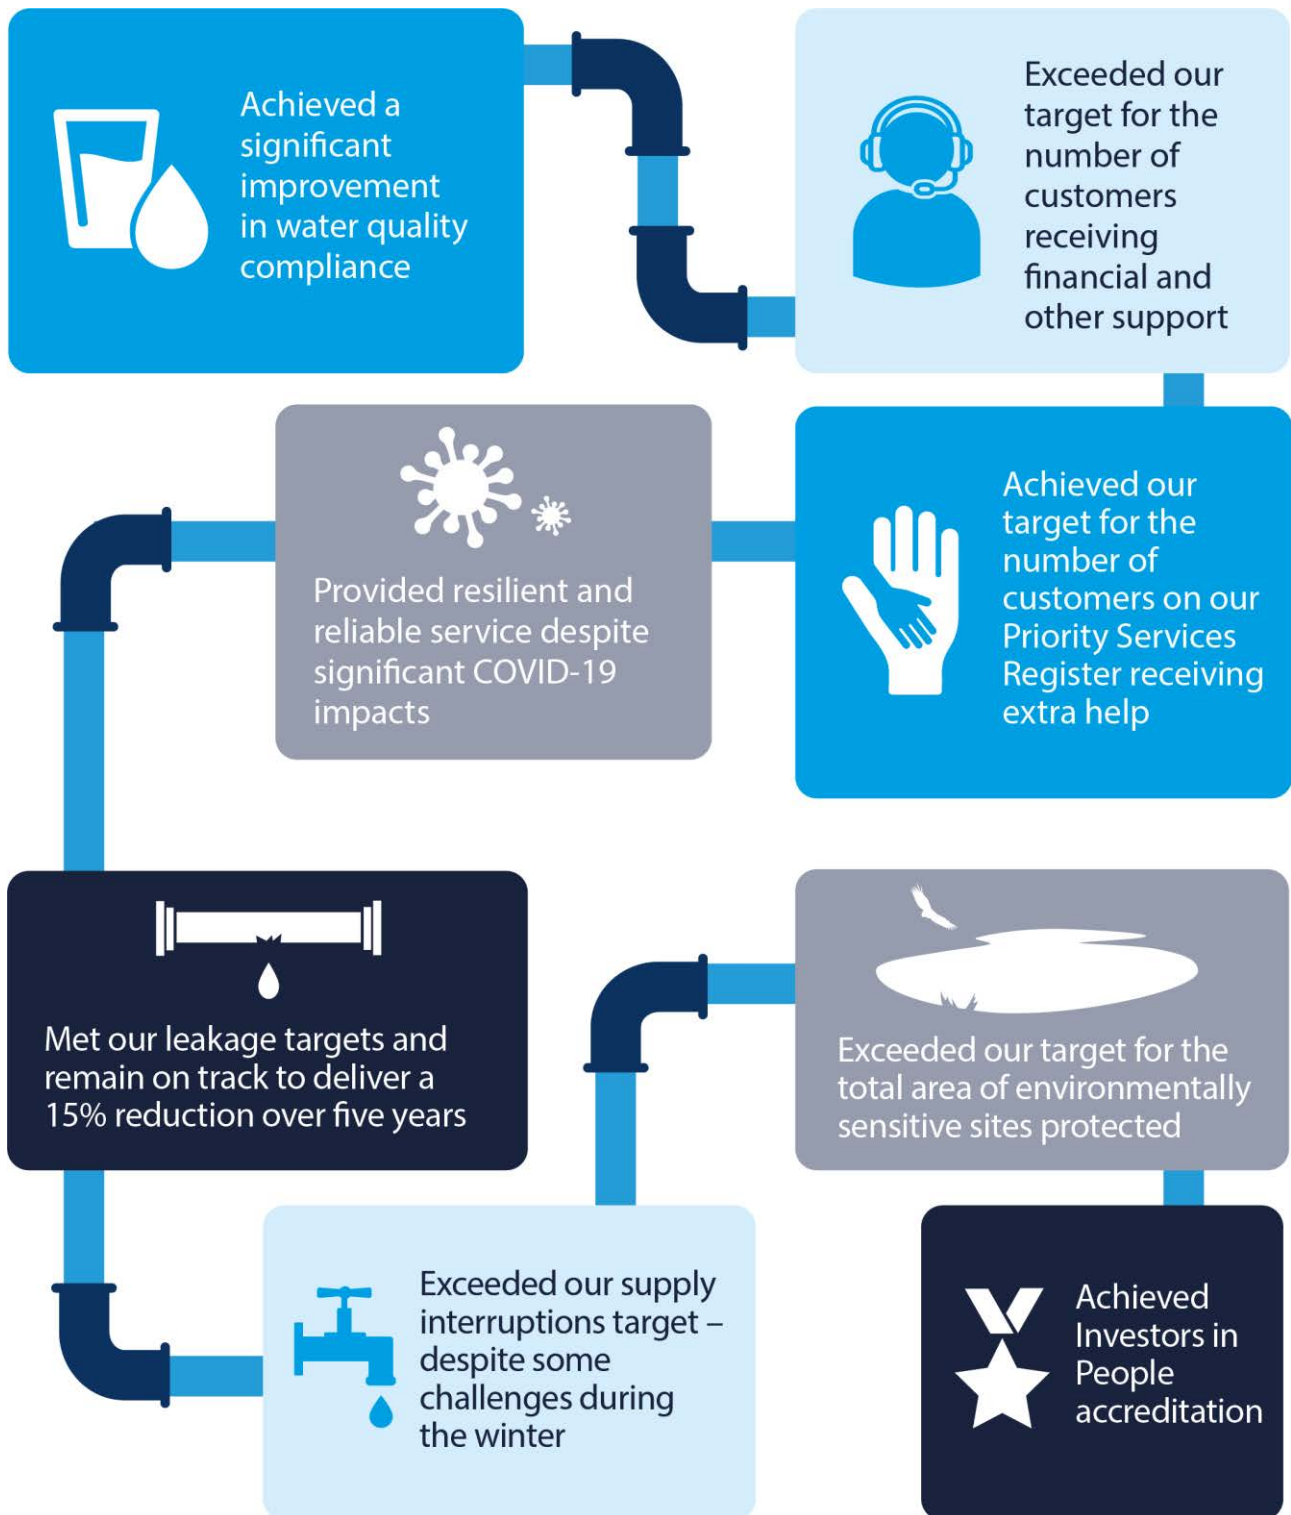 Achieved a
significant
improvement
in water quality
compliance
Exceeded our
target for the
number of
customers
receiving
financial and
other support
Achieved our
target for the
number of
customers on our
Priority Services
Register receiving
extra help
Provided resilient and
reliable service despite
significant COVID-19
impacts
Met our leakage targets and
remain on track to deliver a
15% reduction over five years
Exceeded our supply
interruptions target –
despite some
challenges during
the winter
Exceeded our target for the
total area of environmentally
sensitive sites protected
Achieved
Investors in
People
accreditation